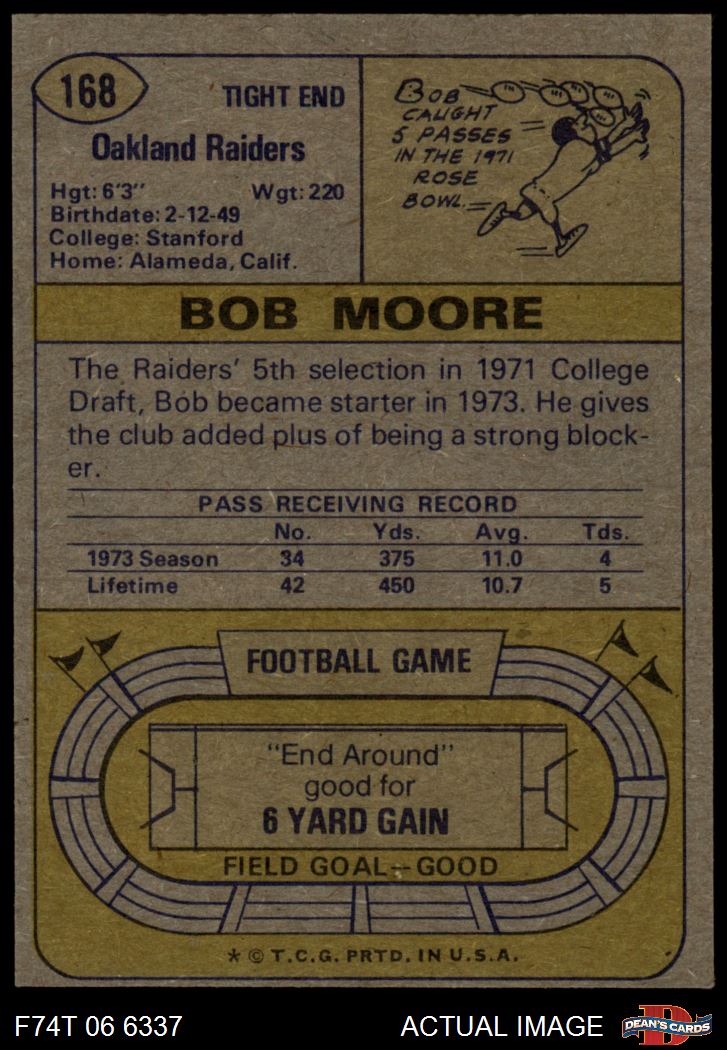 168
TIGHT END
Oakland Raiders
Hgt: 6'3" Wgt: 220
Birthdate: 2-12-49
College: Stanford
Home: Alameda, Calif.
BOB
CAUGHT
5 PASSES
IN THE 1971
ROSE
BOWL.
BOB MOORE
The Raiders' 5th selection in 1971 College
Draft, Bob became starter in 1973. He gives
the club added plus of being a strong block-
er.
PASS RECEIVING RECORD
No. Yds. Avg. Tds.
1973 Season 34 375 11.0 4
Lifetime 42 450 10.7 5
FOOTBALL GAME
"End Around"
good for
6 YARD GAIN
FIELD GOAL—GOOD
* © T.C.G. PRTD. IN U.S.A.
F74T 06 6337 ACTUAL IMAGE
D
DEAN'S CARDS